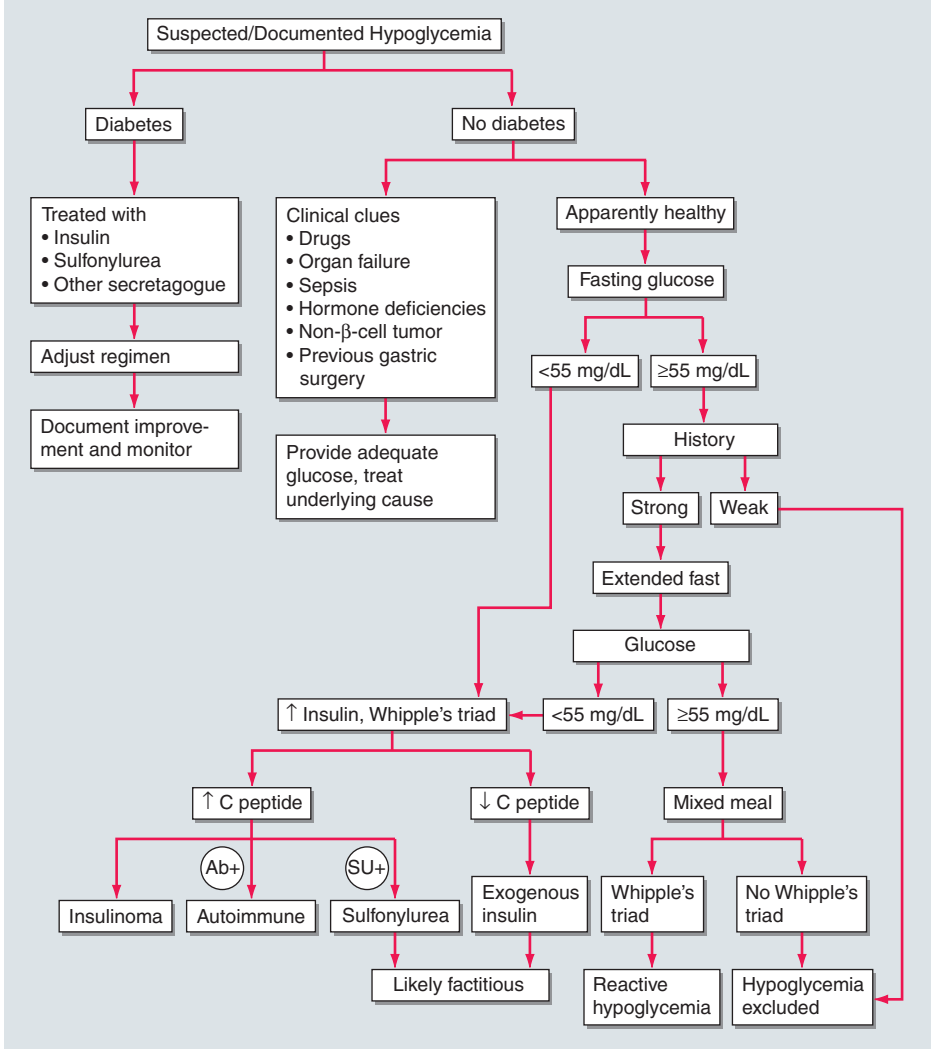 Suspected/Documented Hypoglycemia
Diabetes
No diabetes
Treated with
• Insulin
• Sulfonylurea
• Other secretagogue
Clinical clues
• Drugs
• Organ failure
• Sepsis
• Hormone deficiencies
• Non-β-cell tumor
• Previous gastric
surgery
Apparently healthy
Fasting glucose
<55 mg/dL
≥55 mg/dL
Adjust regimen
Document improve-
ment and monitor
Provide adequate
glucose, treat
underlying cause
History
Strong
Weak
Extended fast
Glucose
<55 mg/dL
≥55 mg/dL
↑ Insulin, Whipple's triad
↑ C peptide
↓ C peptide
Mixed meal
Ab+
SU+
Insulinoma
Autoimmune
Sulfonylurea
Exogenous
insulin
Whipple's
triad
No Whipple's
triad
Likely factitious
Reactive
hypoglycemia
Hypoglycemia
excluded